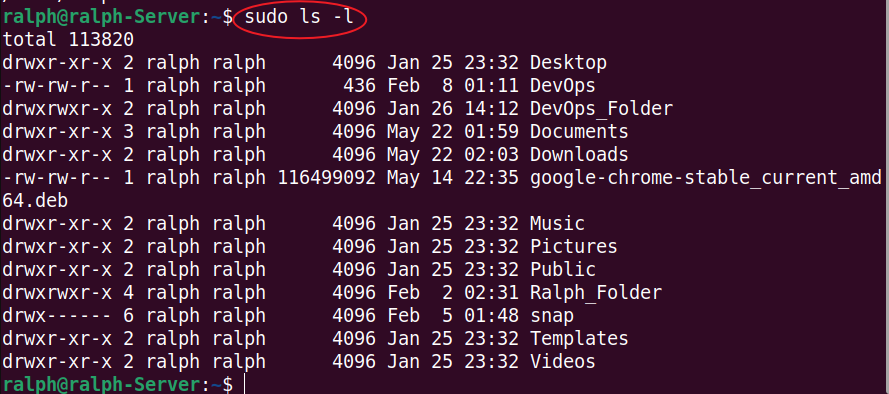 ralph@ralph-Server:~$ sudo ls -l
total 113820
drwxr-xr-x 2 ralph ralph      4096 Jan 25 23:32 Desktop
-rw-rw-r-- 1 ralph ralph       436 Feb  8 01:11 DevOps
drwxrwxr-x 2 ralph ralph      4096 Jan 26 14:12 DevOps_Folder
drwxr-xr-x 3 ralph ralph      4096 May 22 01:59 Documents
drwxr-xr-x 2 ralph ralph      4096 May 22 02:03 Downloads
-rw-rw-r-- 1 ralph ralph 116499092 May 14 22:35 google-chrome-stable_current_amd
64.deb
drwxr-xr-x 2 ralph ralph      4096 Jan 25 23:32 Music
drwxr-xr-x 2 ralph ralph      4096 Jan 25 23:32 Pictures
drwxr-xr-x 2 ralph ralph      4096 Jan 25 23:32 Public
drwxrwxr-x 4 ralph ralph      4096 Feb  2 02:31 Ralph_Folder
drwx------ 6 ralph ralph      4096 Feb  5 01:48 snap
drwxr-xr-x 2 ralph ralph      4096 Jan 25 23:32 Templates
drwxr-xr-x 2 ralph ralph      4096 Jan 25 23:32 Videos
ralph@ralph-Server:~$